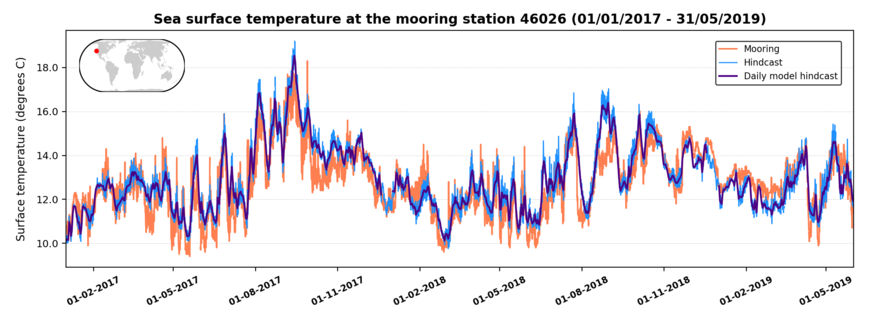 Sea surface temperature at the mooring station 46026 (01/01/2017 - 31/05/2019)
Surface temperature (degrees C)
18.0
16.0
14.0
12.0
10.0
Mooring
Hindcast
Daily model hindcast
01-02-2017 01-05-2017 01-08-2017 01-11-2017 01-02-2018 01-05-2018 01-08-2018 01-11-2018 01-02-2019 01-05-2019